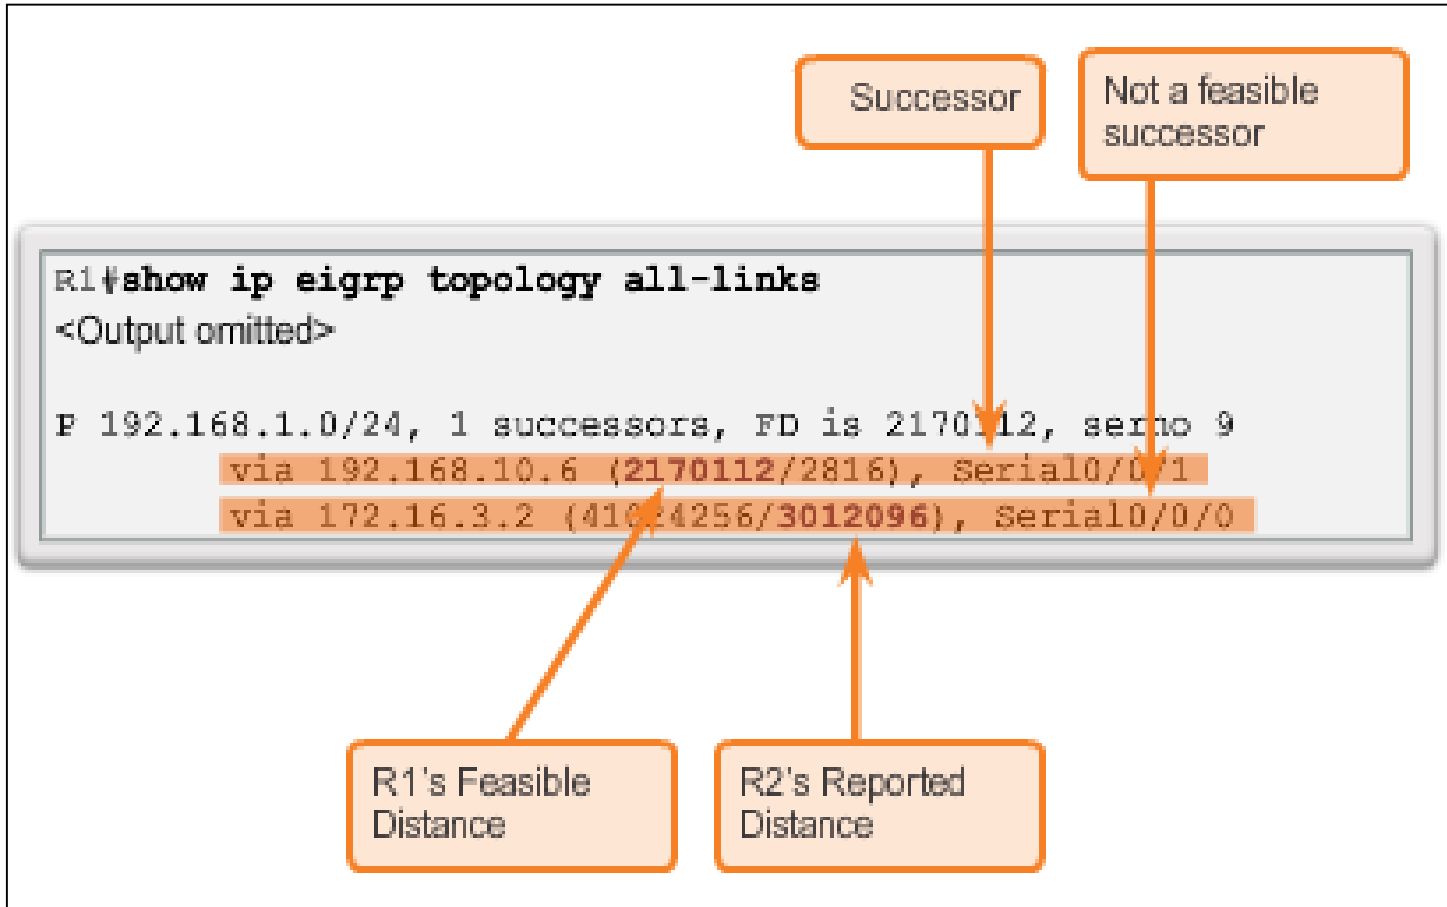 Successor
Not a feasible
successor
R1#show ip eigrp topology all-links
<Output omitted>
P 192.168.1.0/24, 1 successors, FD is 2170112, serno 9
via 192.168.10.6 (2170112/2816), Serial0/0/1
via 172.16.3.2 (41024256/3012096), Serial0/0/0
R1's Feasible
Distance
R2's Reported
Distance